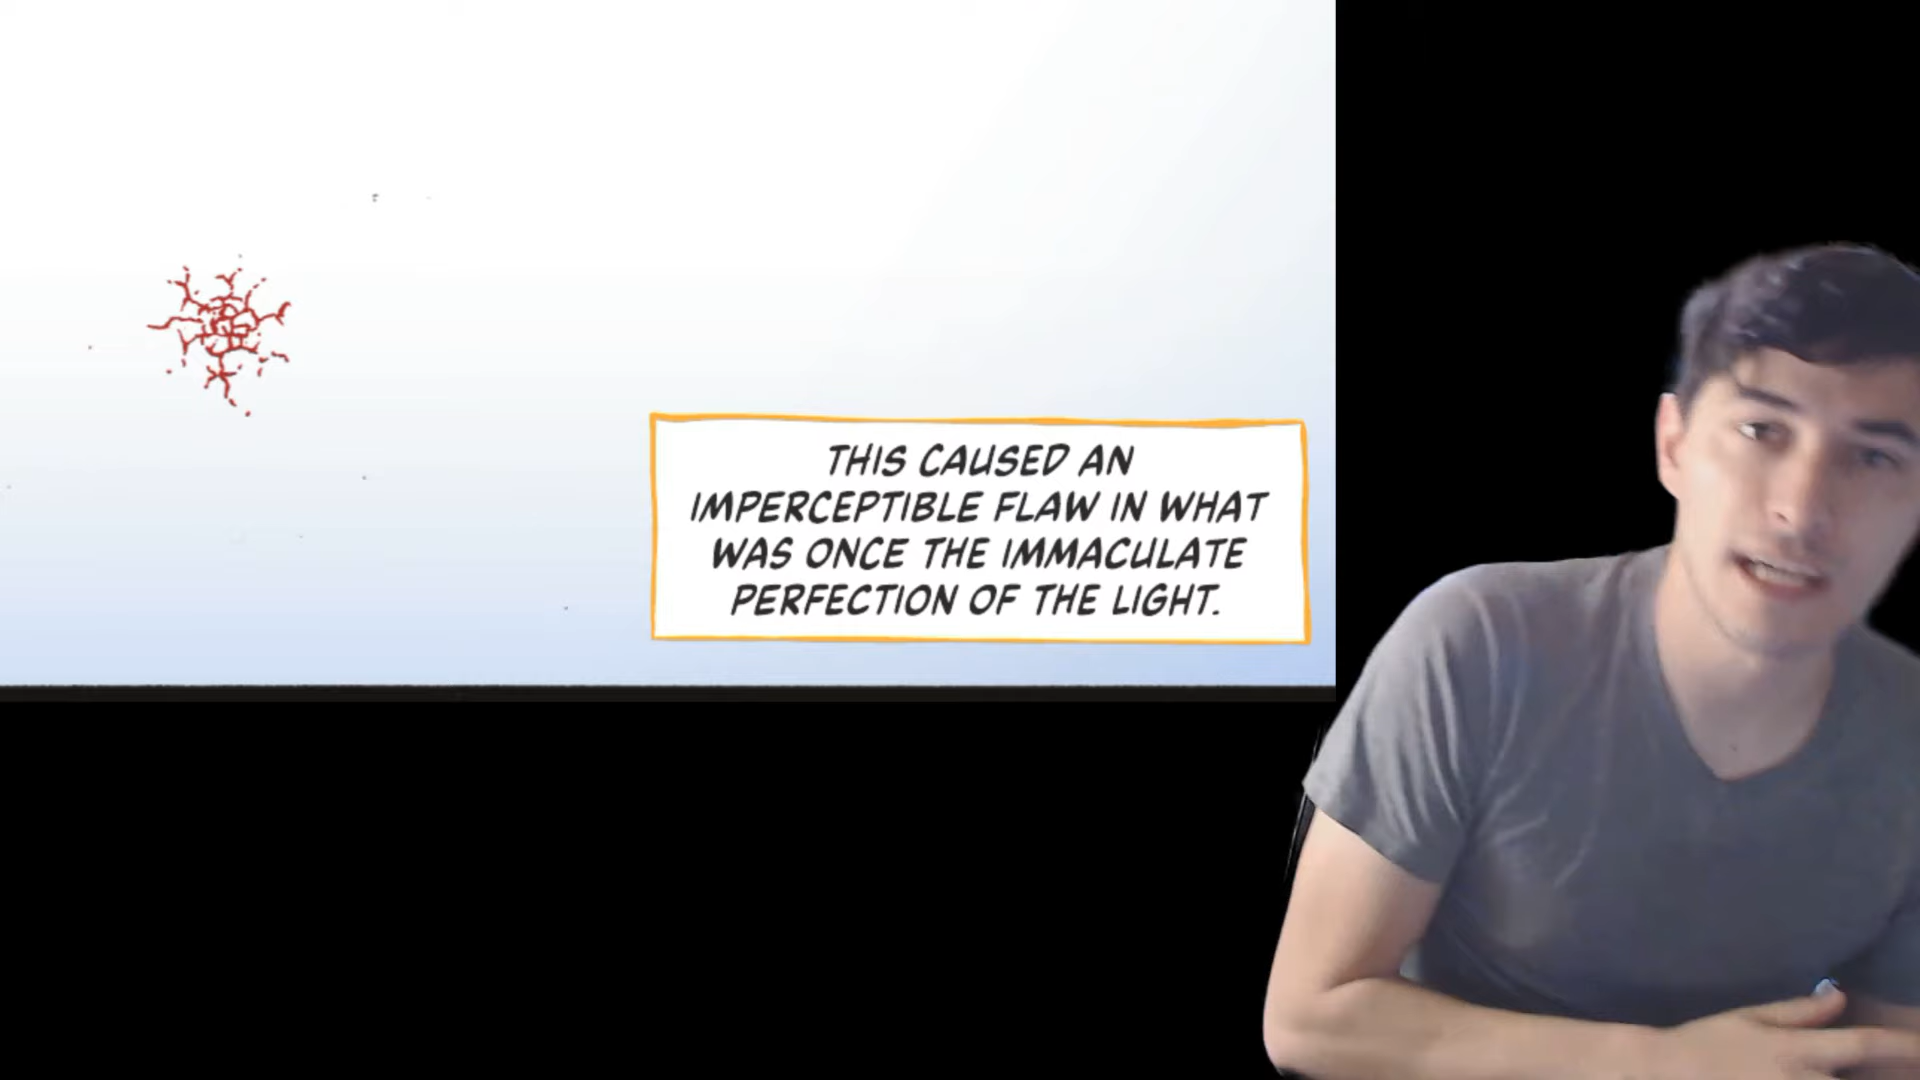 THIS CAUSED AN
IMPERCEPTIBLE FLAW IN WHAT
WAS ONCE THE IMMACULATE
PERFECTION OF THE LIGHT.